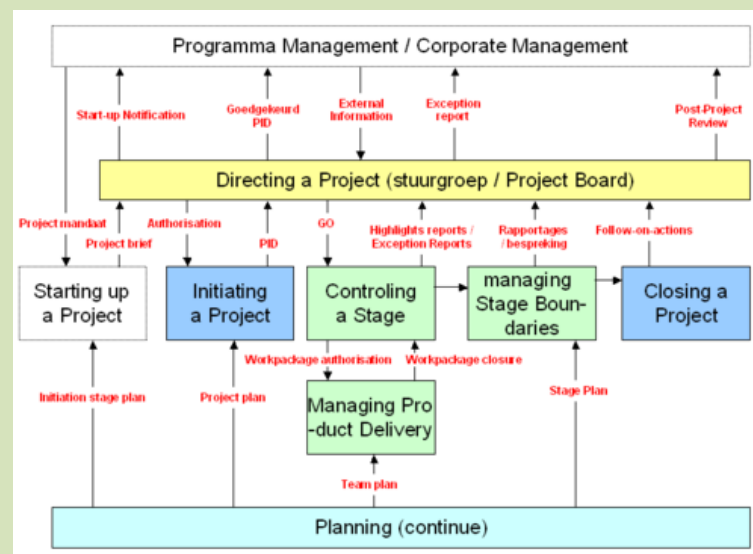 Programma Management / Corporate Management
Start-up Notification
Goedgekeurd
PID
External
Information
Exception
report
Post-Project
Review
Directing a Project (stuurgroep / Project Board)
Project mandaat
Project brief
Authorisation
PID
GO
Highlights reports /
Exception Reports
Rapportages
/ bespreking
Follow-on-actions
Starting up
a Project
Initiating
a Project
Controling
a Stage
managing
Stage Boun-
daries
Closing a
Project
Workpackage authorisation
Workpackage closure
Initiation stage plan
Project plan
Managing Pro
-duct Delivery
Stage Plan
Team plan
Planning (continue)